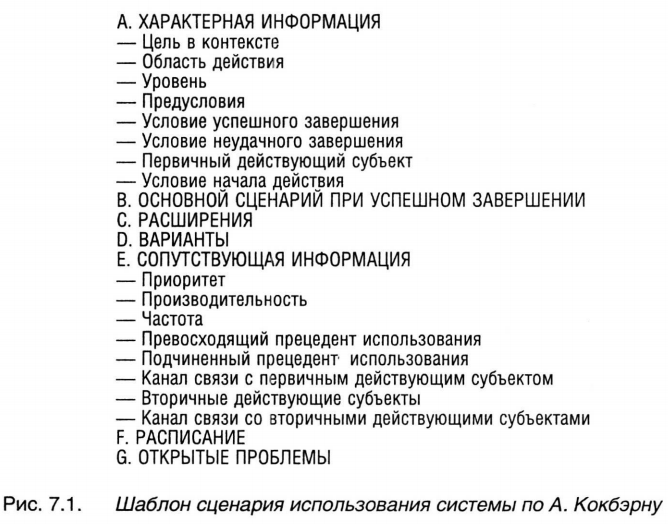 А. ХАРАКТЕРНАЯ ИНФОРМАЦИЯ
— Цель в контексте
— Область действия
— Уровень
— Предусловия
— Условие успешного завершения
— Условие неудачного завершения
— Первичный действующий субъект
— Условие начала действия
В. ОСНОВНОЙ СЦЕНАРИЙ ПРИ УСПЕШНОМ ЗАВЕРШЕНИИ
С. РАСШИРЕНИЯ
D. ВАРИАНТЫ
Е. СОПУТСТВУЮЩАЯ ИНФОРМАЦИЯ
— Приоритет
— Производительность
— Частота
— Превосходящий прецедент использования
— Подчиненный прецедент использования
— Канал связи с первичным действующим субъектом
— Вторичные действующие субъекты
— Канал связи со вторичными действующими субъектами
F. РАСПИСАНИЕ
G. ОТКРЫТЫЕ ПРОБЛЕМЫ
Рис. 7.1. Шаблон сценария использования системы по А. Кокбэрну